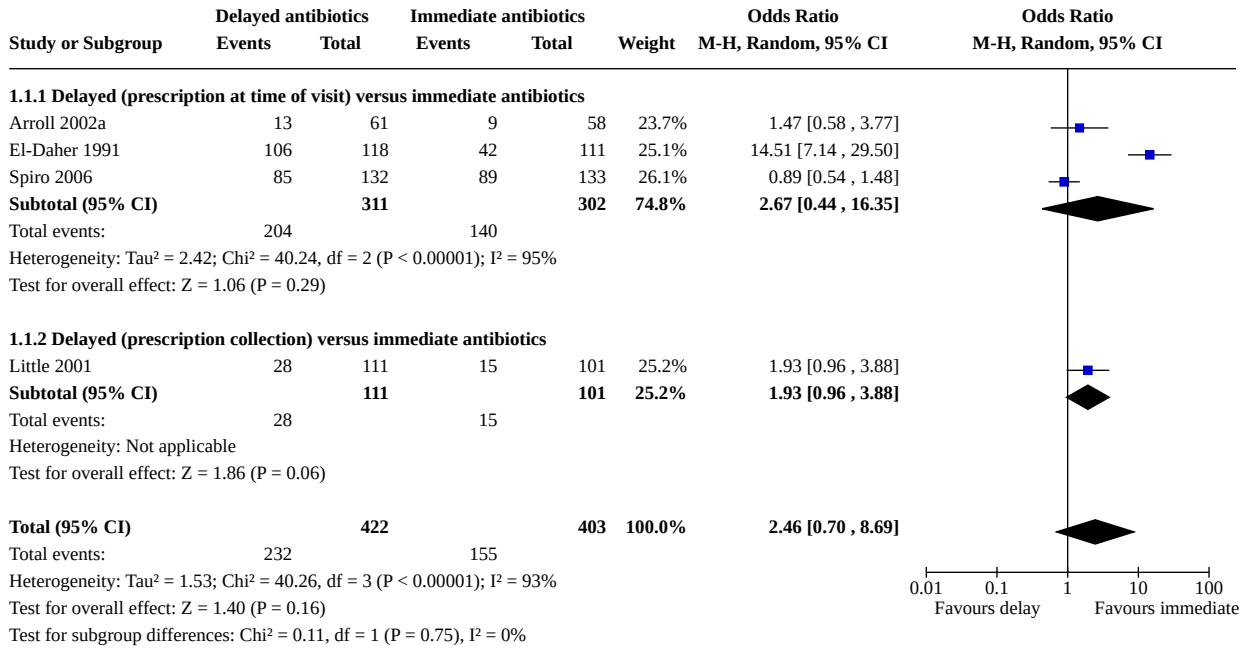 Delayed antibiotics Immediate antibiotics Odds Ratio Odds Ratio
Study or Subgroup Events Total Events Total Weight M-H, Random, 95% CI M-H, Random, 95% CI
1.1.1 Delayed (prescription at time of visit) versus immediate antibiotics
Arroll 2002a 13 61 9 58 23.7% 1.47 [0.58 , 3.77]
El-Daher 1991 106 118 42 111 25.1% 14.51 [7.14 , 29.50]
Spiro 2006 85 132 89 133 26.1% 0.89 [0.54 , 1.48]
Subtotal (95% CI) 311 302 74.8% 2.67 [0.44 , 16.35]
Total events: 204 140
Heterogeneity: Tau² = 2.42; Chi² = 40.24, df = 2 (P < 0.00001); I² = 95%
Test for overall effect: Z = 1.06 (P = 0.29)
1.1.2 Delayed (prescription collection) versus immediate antibiotics
Little 2001 28 111 15 101 25.2% 1.93 [0.96 , 3.88]
Subtotal (95% CI) 111 101 25.2% 1.93 [0.96 , 3.88]
Total events: 28 15
Heterogeneity: Not applicable
Test for overall effect: Z = 1.86 (P = 0.06)
Total (95% CI) 422 403 100.0% 2.46 [0.70 , 8.69]
Total events: 232 155
Heterogeneity: Tau² = 1.53; Chi² = 40.26, df = 3 (P < 0.00001); I² = 93%
Test for overall effect: Z = 1.40 (P = 0.16)
Test for subgroup differences: Chi² = 0.11, df = 1 (P = 0.75), I² = 0%
0.01 0.1 1 10 100
Favours delay Favours immediate